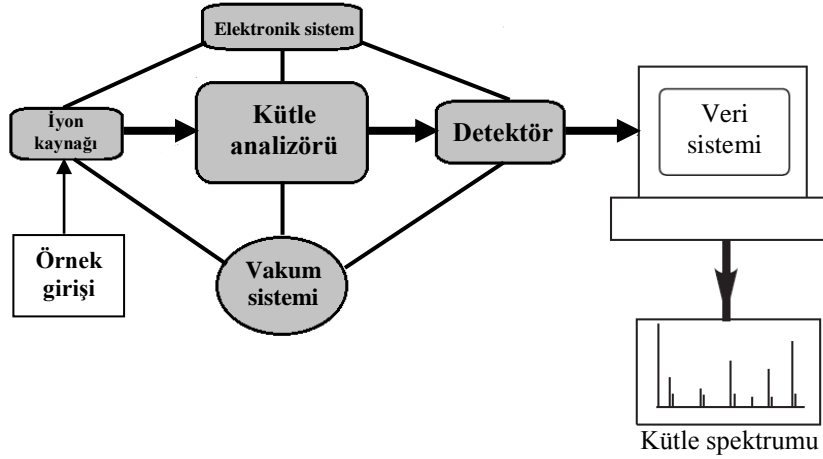 Elektronik sistem
İyon
kaynağı
Kütle
analizörü
Detektör
Veri
sistemi
Örnek
girişi
Vakum
sistemi
Kütle spektrumu